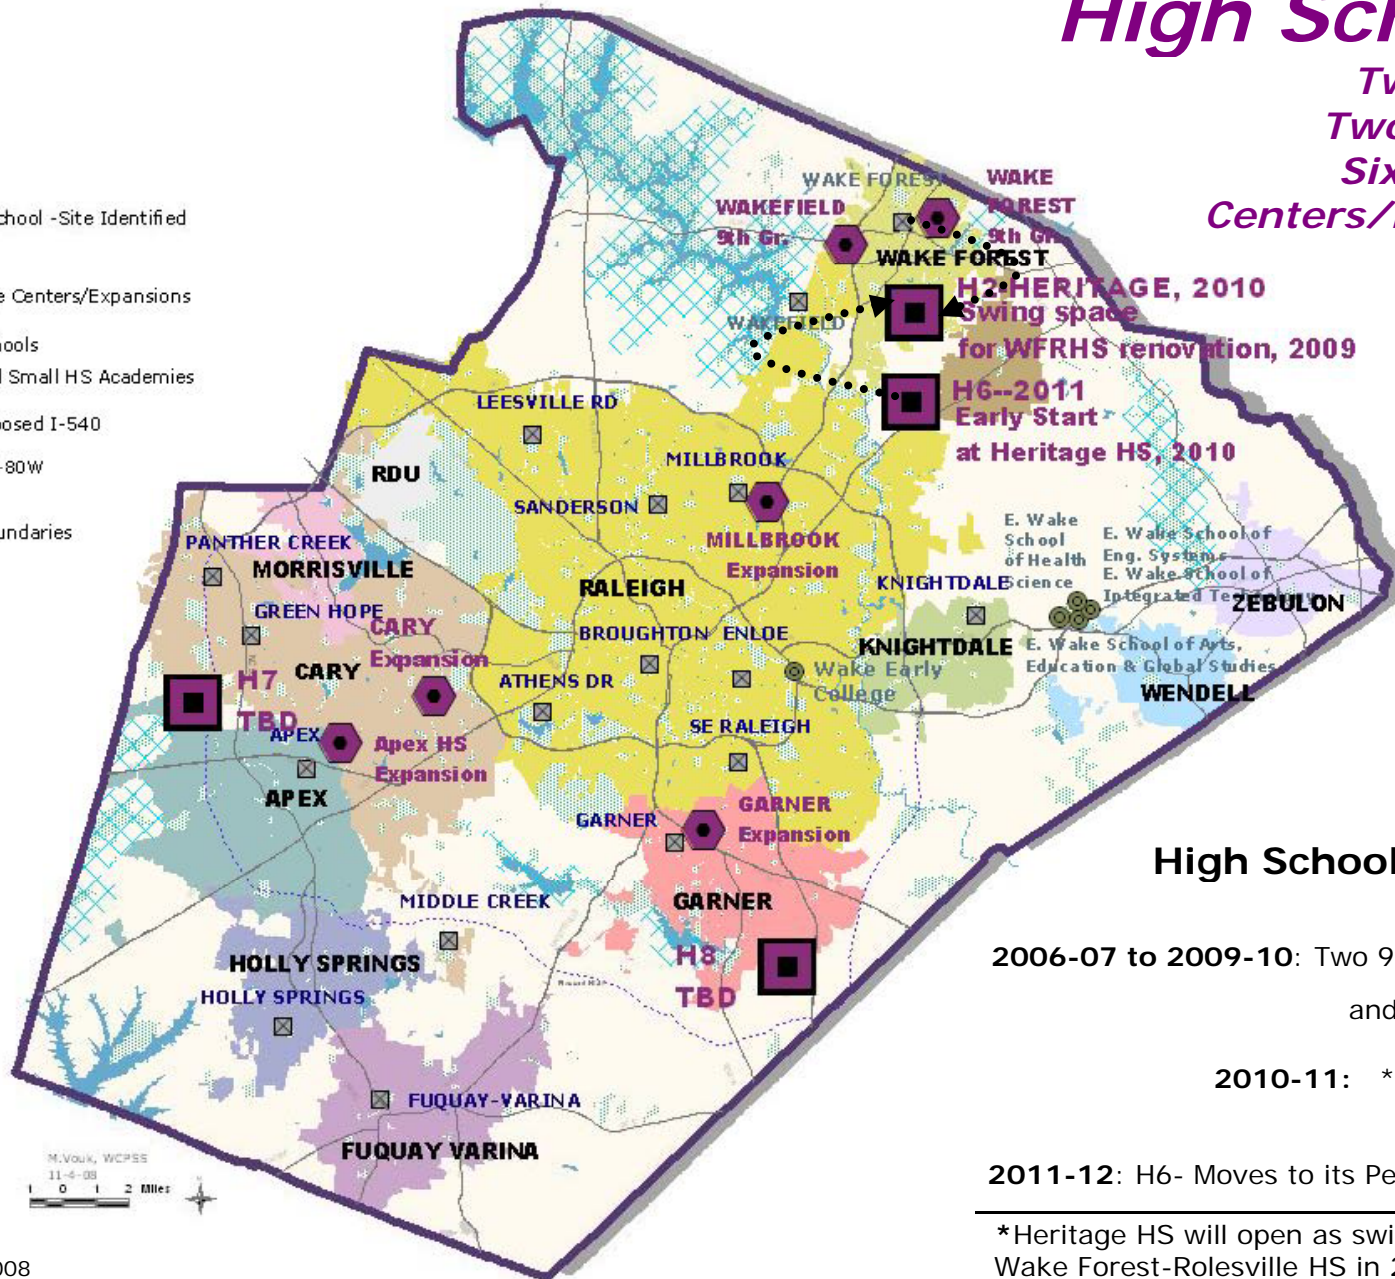 High Sch
Tw
Two
Six
Centers/
chool -Site Identified
e Centers/Expansions
hools
l Small HS Academies
posed I-540
-80W
undaries
WAKE FOREST
WAKE
FOREST
9th Gr.
WAKEFIELD
9th Gr.
WAKE FOREST
H2-HERITAGE, 2010
Swing space
for WFRHS renovation, 2009
WAKEFIELD
H6--2011
Early Start
at Heritage HS, 2010
LEESVILLE RD
RDU
MILLBROOK
SANDERSON
MILLBROOK
Expansion
PANTHER CREEK
MORRISVILLE
RALEIGH
E. Wake
School
of Health
Science
E. Wake School of
Eng. Systems
E. Wake School of
Integrated Technology
KNIGHTDALE
ZEBULON
GREEN HOPE
CARY
Expansion
BROUGHTON
ENLOE
KNIGHTDALE
E. Wake School of Arts,
Education & Global Studies
CARY
H7
TBD
ATHENS DR
Wake Early
College
WENDELL
APEX
Apex HS
Expansion
SE RALEIGH
APEX
GARNER
GARNER
Expansion
MIDDLE CREEK
GARNER
HOLLY SPRINGS
H8
TBD
HOLLY SPRINGS
FUQUAY-VARINA
FUQUAY VARINA
M.Vouk, WCPSS
11-4-08
1 0 1 2 Miles
High School
2006-07 to 2009-10: Two 9
and
2010-11: *
2011-12: H6- Moves to its Pe
*Heritage HS will open as swi
Wake Forest-Rolesville HS in 2
008